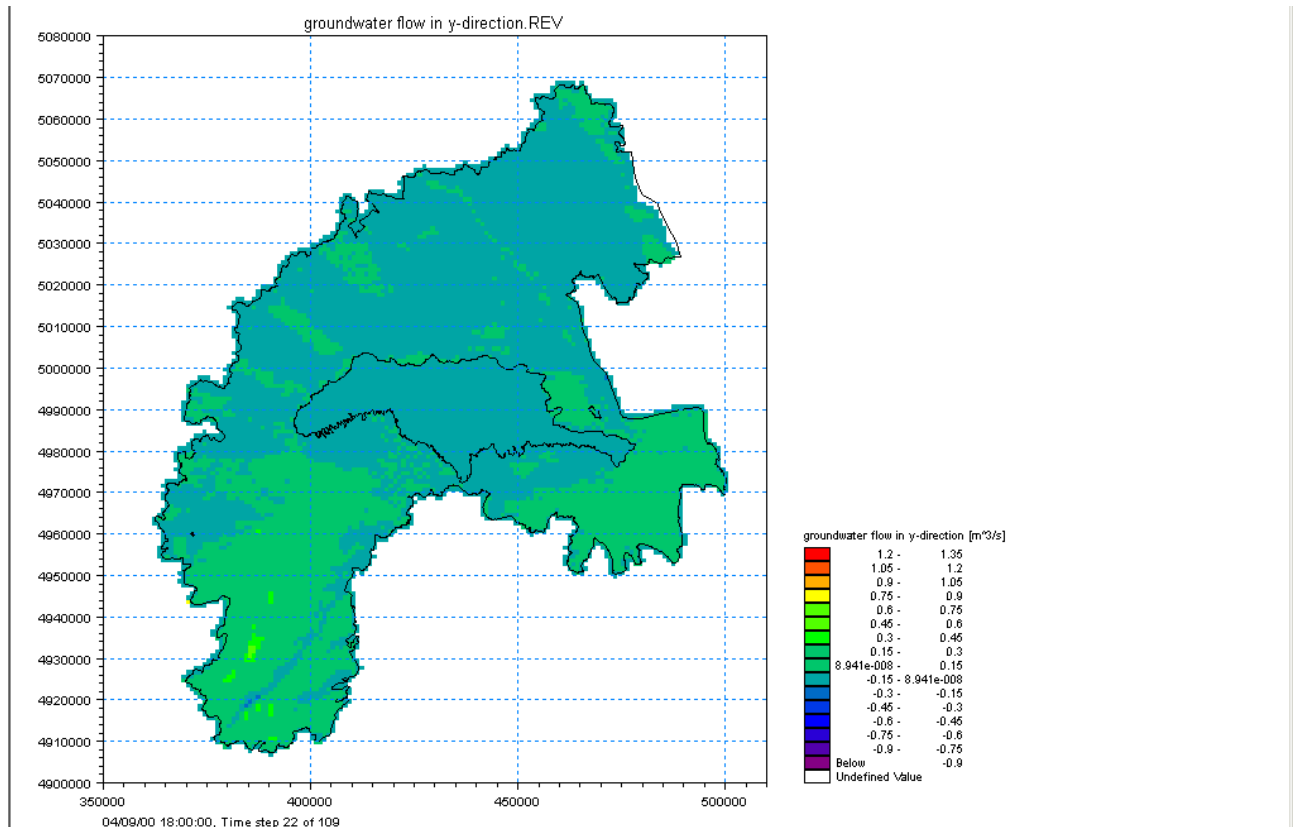 groundwater flow in y-direction.REV
5080000
5070000
5060000
5050000
5040000
5030000
5020000
5010000
5000000
4990000
4980000
4970000
4960000
4950000
4940000
4930000
4920000
4910000
4900000
350000 400000 450000 500000
04/09/00 18:00:00, Time step 22 of 109
groundwater flow in y-direction [m^3/s]
1.2 - 1.35
1.05 - 1.2
0.9 - 1.05
0.75 - 0.9
0.6 - 0.75
0.45 - 0.6
0.3 - 0.45
0.15 - 0.3
8.941e-008 - 0.15
-0.15 - 8.941e-008
-0.3 - -0.15
-0.45 - -0.3
-0.6 - -0.45
-0.75 - -0.6
-0.9 - -0.75
Below -0.9
Undefined Value